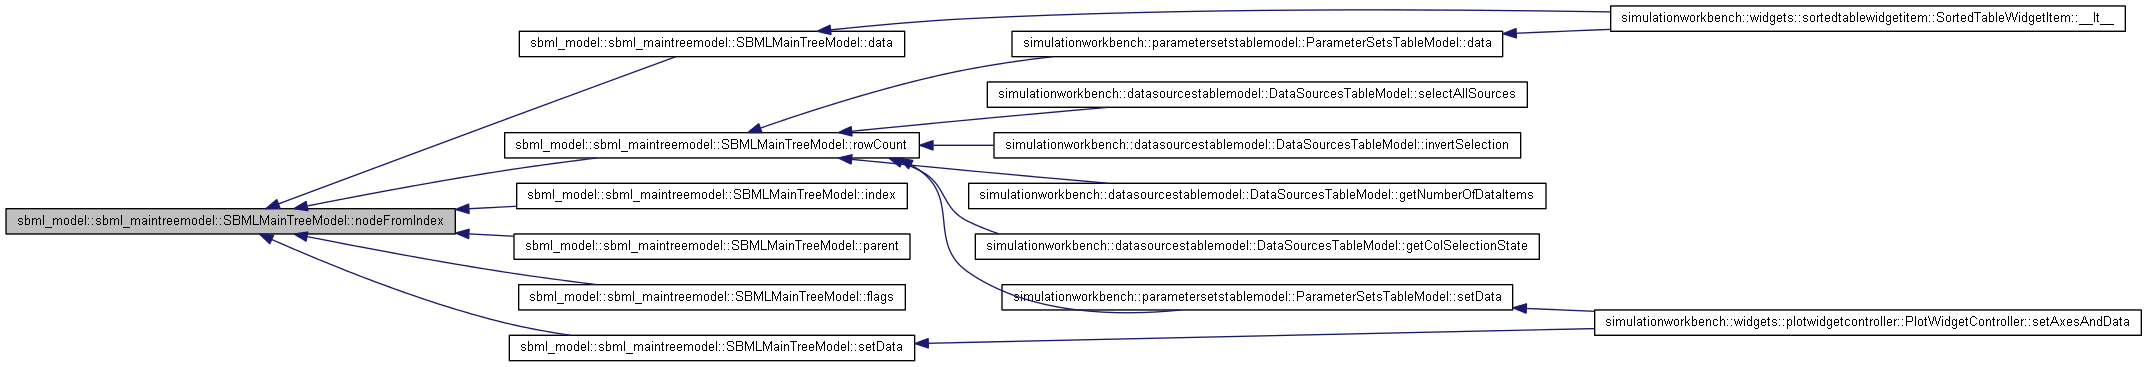 sbml_model::sbml_maintreemodel::SBMLMainTreeModel::nodeFromIndex
sbml_model::sbml_maintreemodel::SBMLMainTreeModel::data
sbml_model::sbml_maintreemodel::SBMLMainTreeModel::rowCount
sbml_model::sbml_maintreemodel::SBMLMainTreeModel::index
sbml_model::sbml_maintreemodel::SBMLMainTreeModel::parent
sbml_model::sbml_maintreemodel::SBMLMainTreeModel::flags
sbml_model::sbml_maintreemodel::SBMLMainTreeModel::setData
simulationworkbench::parametersetstablemodel::ParameterSetsTableModel::data
simulationworkbench::datasourcestablemodel::DataSourcesTableModel::selectAllSources
simulationworkbench::datasourcestablemodel::DataSourcesTableModel::invertSelection
simulationworkbench::datasourcestablemodel::DataSourcesTableModel::getNumberOfDataItems
simulationworkbench::datasourcestablemodel::DataSourcesTableModel::getColSelectionState
simulationworkbench::parametersetstablemodel::ParameterSetsTableModel::setData
simulationworkbench::widgets::sortedtablewidgetitem::SortedTableWidgetItem::__lt__
simulationworkbench::widgets::plotwidgetcontroller::PlotWidgetController::setAxesAndData